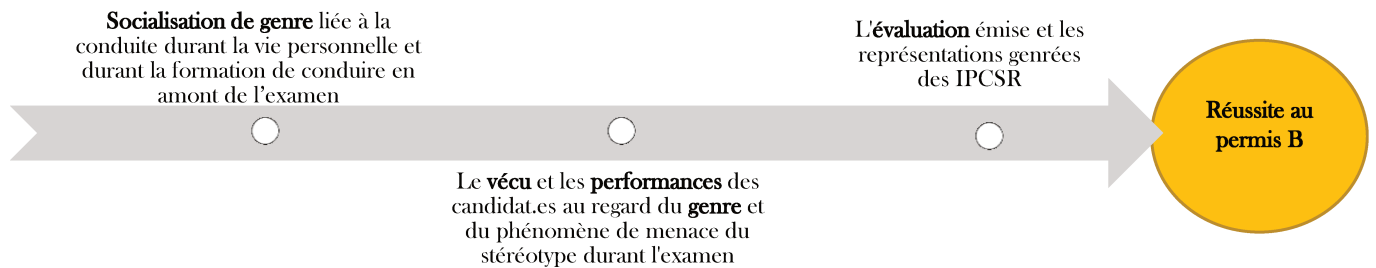 Socialisation de genre liée à la
conduite durant la vie personnelle et
durant la formation de conduire en
amont de l’examen
Le vécu et les performances des
candidat.es au regard du genre et
du phénomène de menace du
stéréotype durant l'examen
L'évaluation émise et les
représentations genrées
des IPCSR
Réussite au
permis B